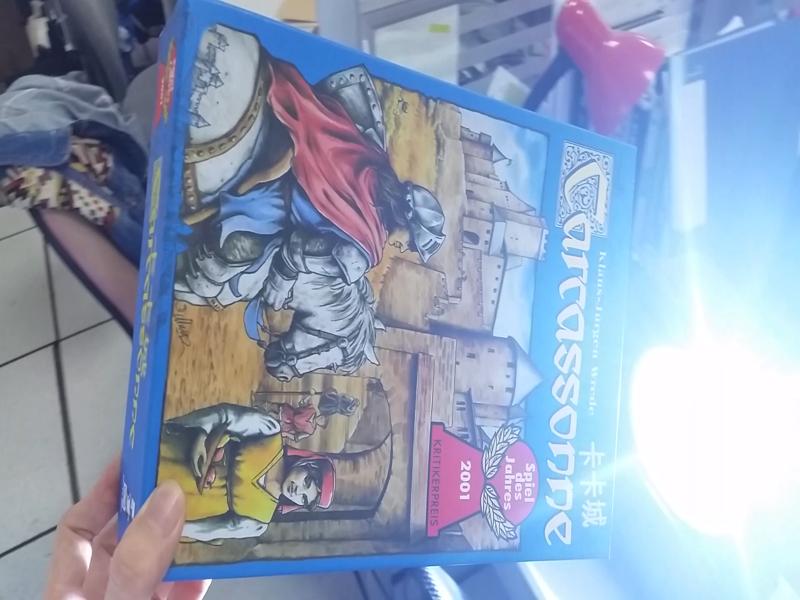 Klaus-Jürgen Wrede
Carcassonne
卡卡城
Spiel
des
Jahres
2001
KRITIKERPREIS
Carcassonne